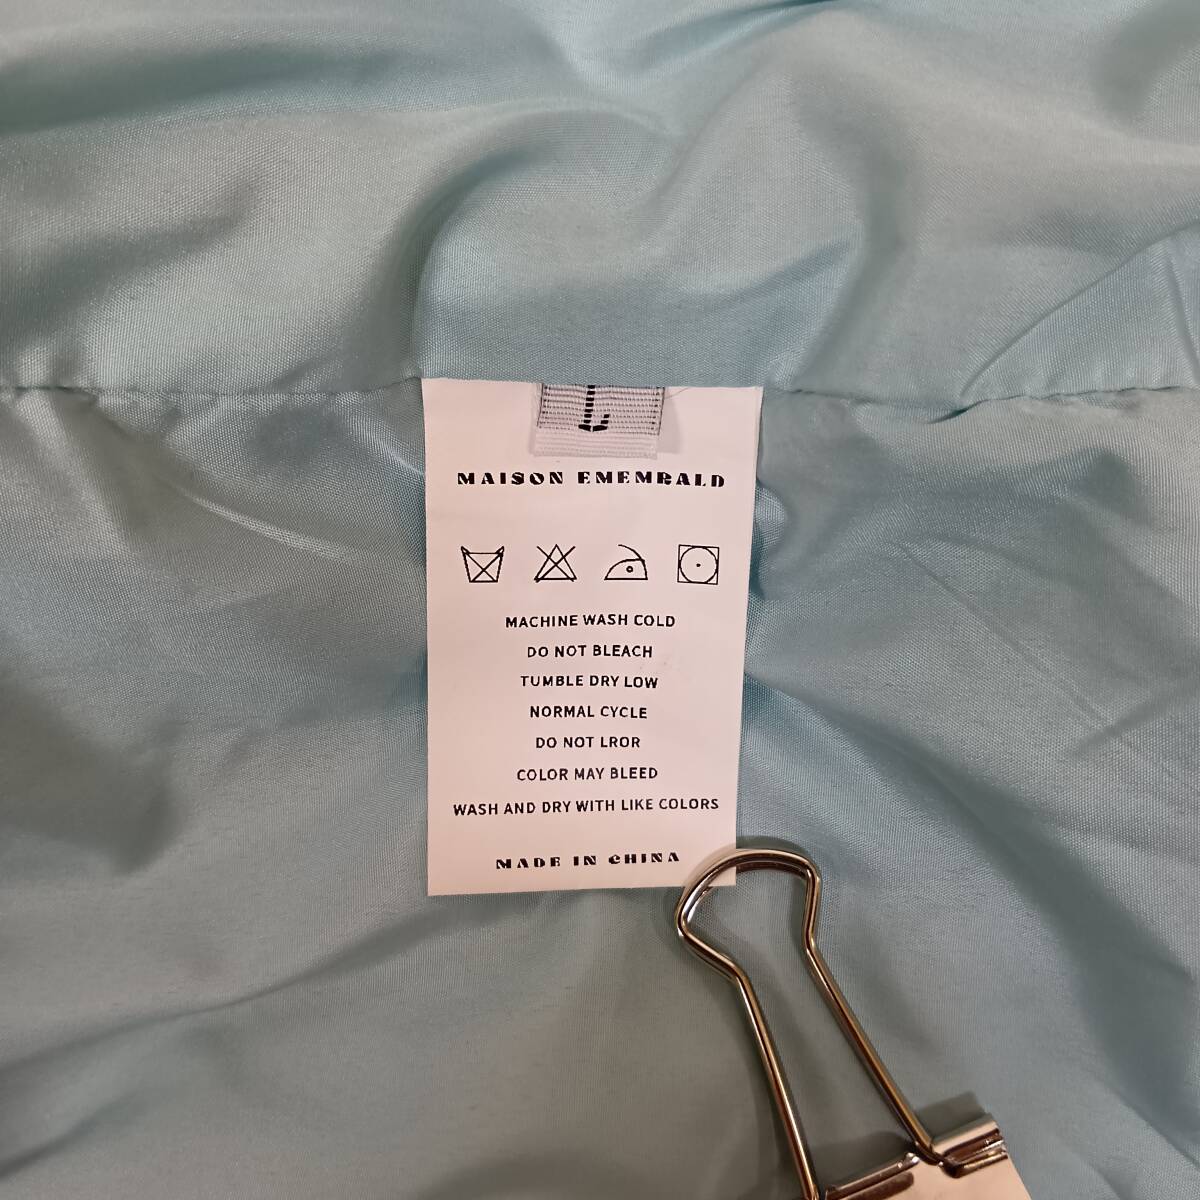 L
MAISON EMEMRALD
MACHINE WASH COLD
DO NOT BLEACH
TUMBLE DRY LOW
NORMAL CYCLE
DO NOT LROR
COLOR MAY BLEED
WASH AND DRY WITH LIKE COLORS
MADE IN CHINA